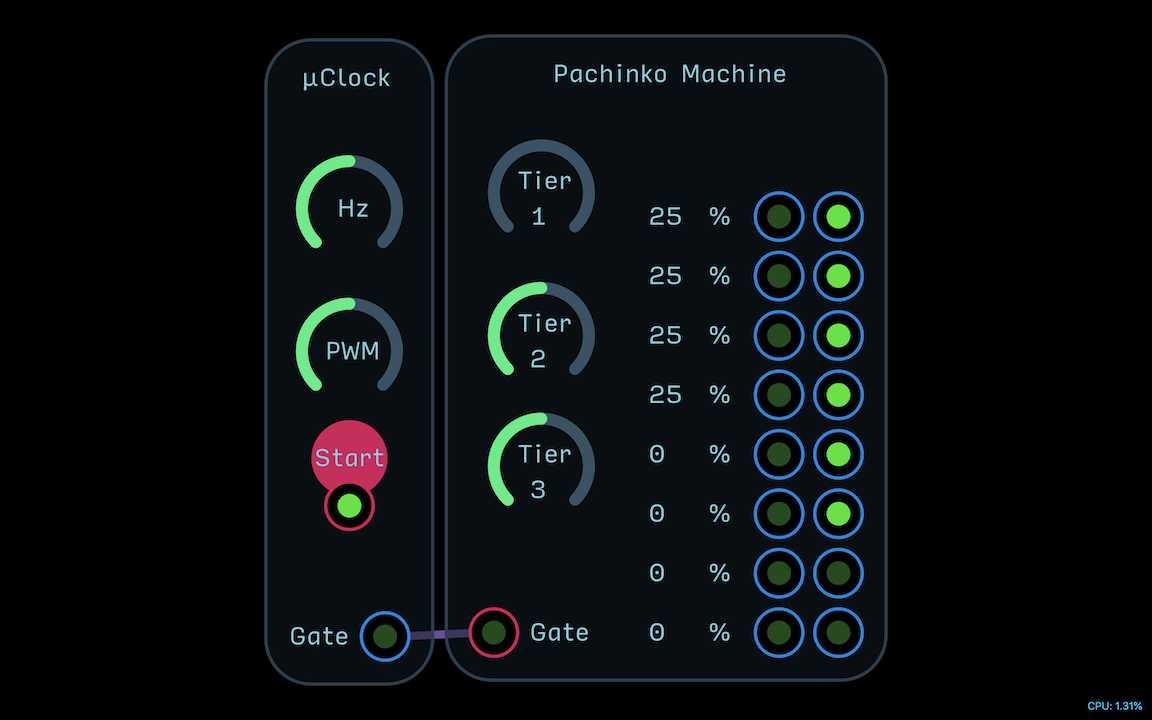 µClock
Pachinko Machine
Hz
PWM
Start
Gate
Tier
1
Tier
2
Tier
3
Gate
25 %
25 %
25 %
25 %
0 %
0 %
0 %
0 %
CPU: 1.31%